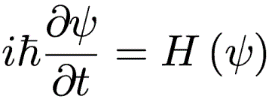 iℏ ∂ψ/∂t = H (ψ)